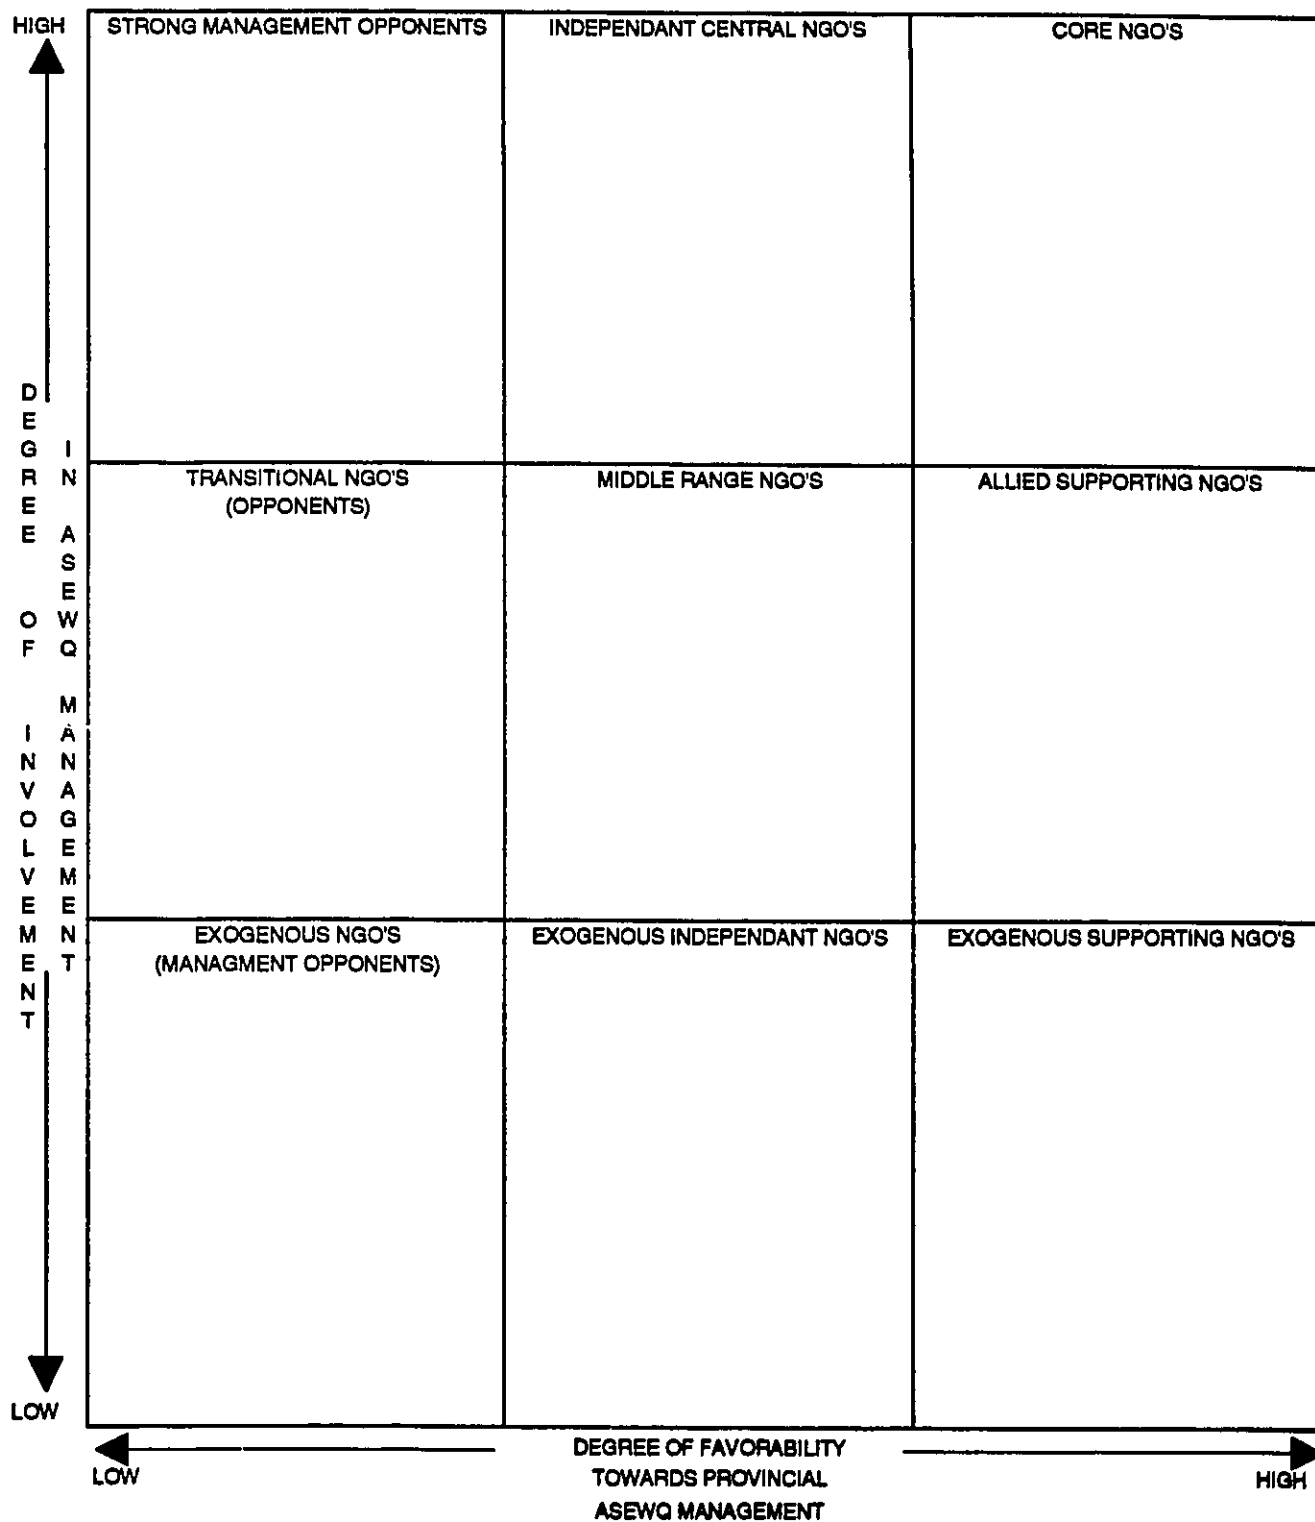 HIGH
STRONG MANAGEMENT OPPONENTS
INDEPENDANT CENTRAL NGO'S
CORE NGO'S
DEGREE OF INVOLVEMENT
IN ASEWQ MANAGEMENT
TRANSITIONAL NGO'S
(OPPONENTS)
MIDDLE RANGE NGO'S
ALLIED SUPPORTING NGO'S
EXOGENOUS NGO'S
(MANAGMENT OPPONENTS)
EXOGENOUS INDEPENDANT NGO'S
EXOGENOUS SUPPORTING NGO'S
LOW
LOW
DEGREE OF FAVORABILITY
TOWARDS PROVINCIAL
ASEWQ MANAGEMENT
HIGH